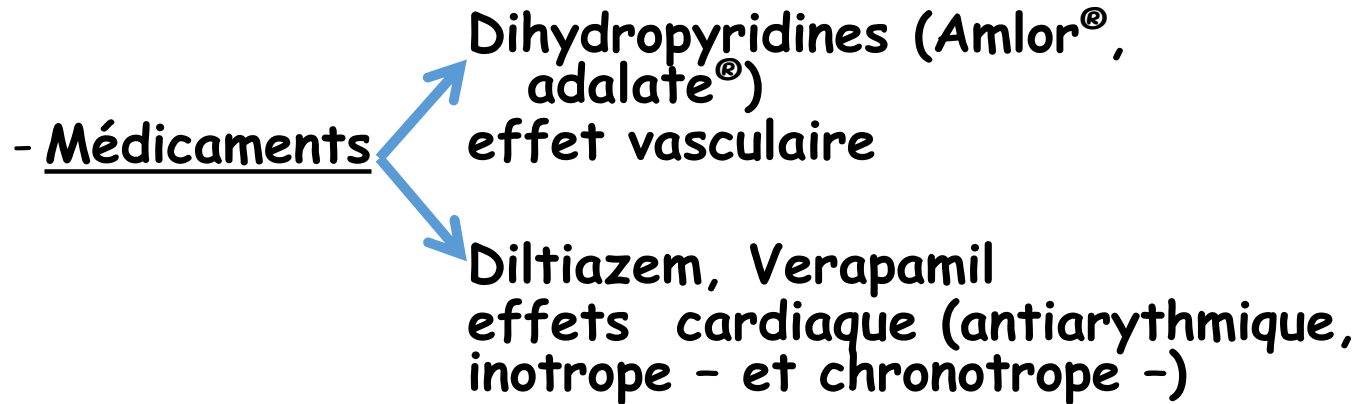 Dihydropyridines (Amlor®,
adalate®)
- Médicaments effet vasculaire
Diltiazem, Verapamil
effets cardiaque (antiarythmique,
inotrope – et chronotrope –)